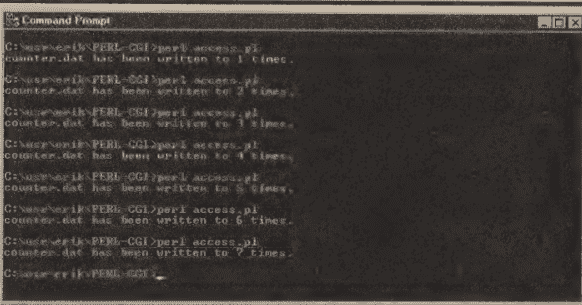 Command Prompt
C:\usr\erik\PERL-CGI>perl access.pl
counter.dat has been written to 1 times.
C:\usr\erik\PERL-CGI>perl access.pl
counter.dat has been written to 2 times.
C:\usr\erik\PERL-CGI>perl access.pl
counter.dat has been written to 3 times.
C:\usr\erik\PERL-CGI>perl access.pl
counter.dat has been written to 4 times.
C:\usr\erik\PERL-CGI>perl access.pl
counter.dat has been written to 5 times.
C:\usr\erik\PERL-CGI>perl access.pl
counter.dat has been written to 6 times.
C:\usr\erik\PERL-CGI>perl access.pl
counter.dat has been written to 7 times.
C:\usr\erik\PERL-CGI>